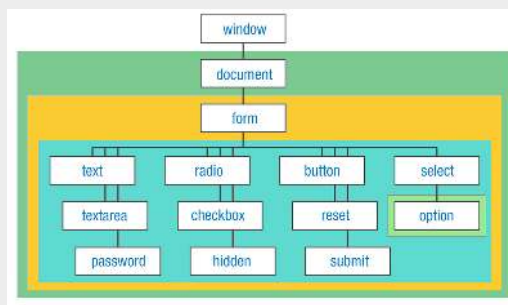 window
document
form
text radio button select
textarea checkbox reset option
password hidden submit